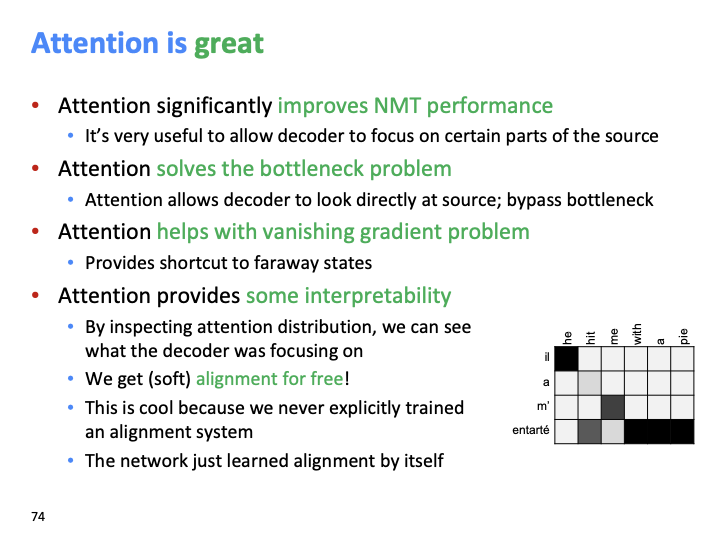 Attention is great
• Attention significantly improves NMT performance
• It’s very useful to allow decoder to focus on certain parts of the source
• Attention solves the bottleneck problem
• Attention allows decoder to look directly at source; bypass bottleneck
• Attention helps with vanishing gradient problem
• Provides shortcut to faraway states
• Attention provides some interpretability
• By inspecting attention distribution, we can see
what the decoder was focusing on
• We get (soft) alignment for free!
• This is cool because we never explicitly trained
an alignment system
• The network just learned alignment by itself
he hit me with a pie
il
a
m'
entarté
74